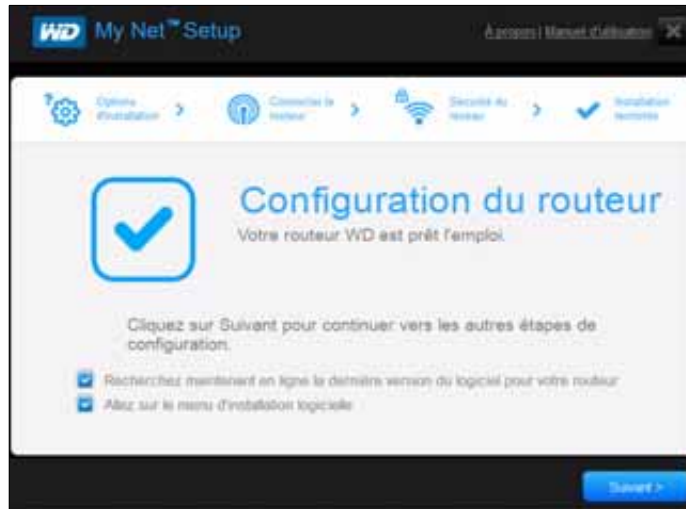 WD My Net™ Setup
À propos | Manuel d'utilisation
Options d'installation
Connecter le routeur
Sécurité du réseau
Installation terminée
Configuration du routeur
Votre routeur WD est prêt l'emploi.
Cliquez sur Suivant pour continuer vers les autres étapes de
configuration.
Recherchez maintenant en ligne la dernière version du logiciel pour votre routeur
Allez sur le menu d'installation logicielle
Suivant >